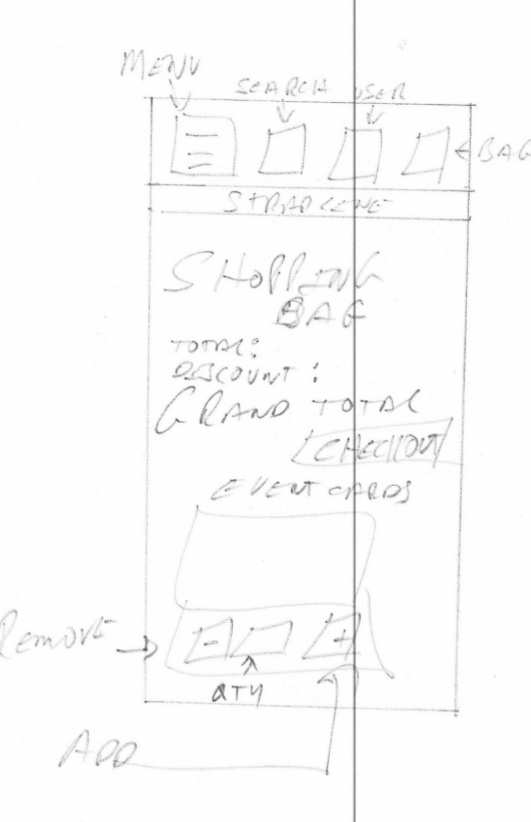 MENU
SEARCH USER
BAG
STRAPLINE
SHOPPING
BAG
TOTAL:
DISCOUNT:
GRAND TOTAL
CHECKOUT
EVENT CARDS
Remove
- +
QTY
ADD